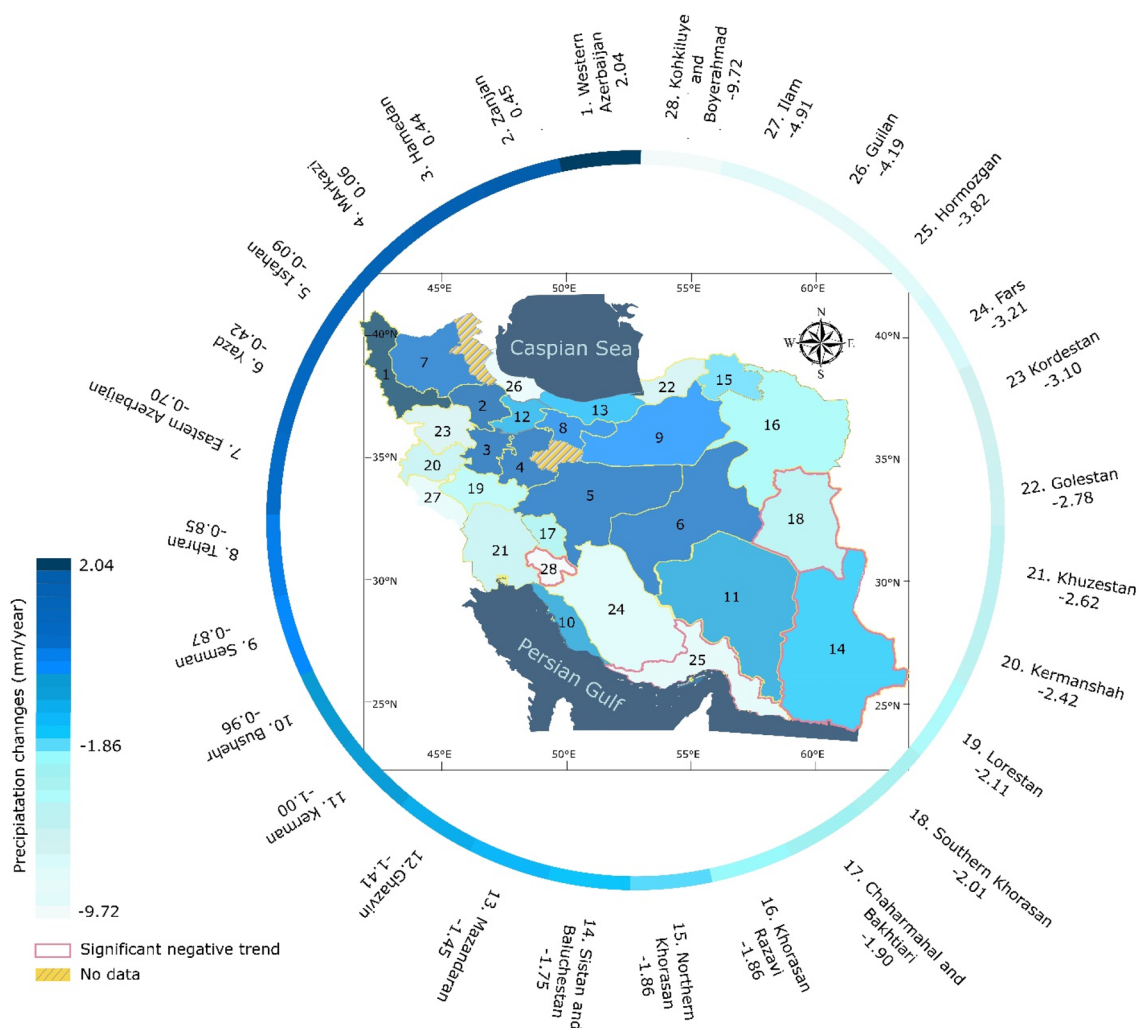 1. Western
Azerbaijan
2.04
2. Zanjan
0.45
3. Hamedan
0.44
4. MArkazi
0.06
5. Isfahan
-0.09
6. Yazd
-0.42
7. Eastern Azerbaijan
-0.70
8. Tehran
-0.85
9. Semnan
-0.87
10. Bushehr
-0.96
11. Kerman
-1.00
12.Ghazvin
-1.41
13. Mazandaran
-1.45
14. Sistan and
Baluchestan
-1.75
15. Northern
Khorasan
-1.86
16. Khorasan
Razavi
-1.86
17. Chaharmahal and
Bakhtiari
-1.90
18. Southern Khorasan
-2.01
19. Lorestan
-2.11
20. Kermanshah
-2.42
21. Khuzestan
-2.62
22. Golestan
-2.78
23 Kordestan
-3.10
24. Fars
-3.21
25. Hormozgan
-3.82
26. Guilan
-4.19
27. Ilam
-4.91
28. Kohkiluye
and
Boyerahmad
-9.72
45°E 50°E 55°E 60°E
40°N
35°N
30°N
25°N
35°N
30°N
25°N
45°E 50°E 55°E 60°E
N
W E
S
Caspian Sea
Persian Gulf
1
7
26
22
15
2
12
13
8
9
16
23
3
4
20
19
27
5
6
18
17
21
28
24
10
11
25
14
Precipiatation channges (mm/year)
2.04
-1.86
-9.72
Significant negative trend
No data